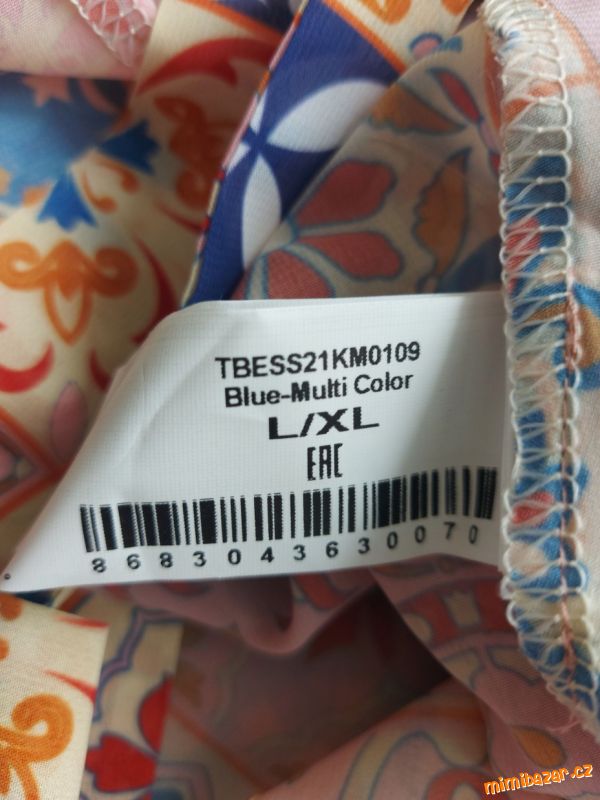 TBESS21KM0109
Blue-Multi Color
L/XL
EAC
8683043630070
mimibazar.cz